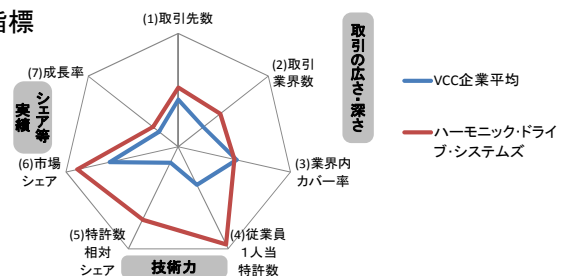 指標
(1)取引先数
(2)取引
業界数
(3)業界内
カバー率
(4)従業員
1人当
特許数
(5)特許数
相対
シェア
(6)市場
シェア
(7)成長率
取引の広さ・深さ
シェア等
実績
技術力
VCC企業平均
ハーモニック・ドライ
ブ・システムズ